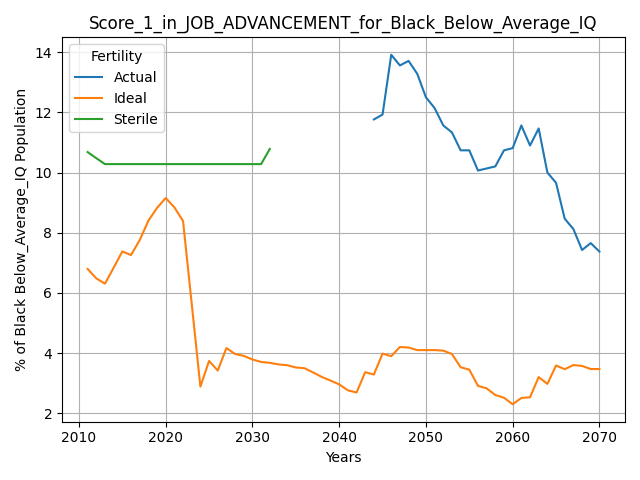 Score_1_in_JOB_ADVANCEMENT_for_Black_Below_Average_IQ
% of Black Below_Average_IQ Population
14
12
10
8
6
4
2
Fertility
Actual
Ideal
Sterile
2010 2020 2030 2040 2050 2060 2070
Years